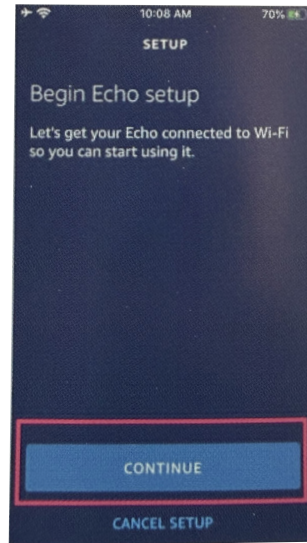 10:08 AM
70%
SETUP
Begin Echo setup
Let's get your Echo connected to Wi-Fi
so you can start using it.
CONTINUE
CANCEL SETUP